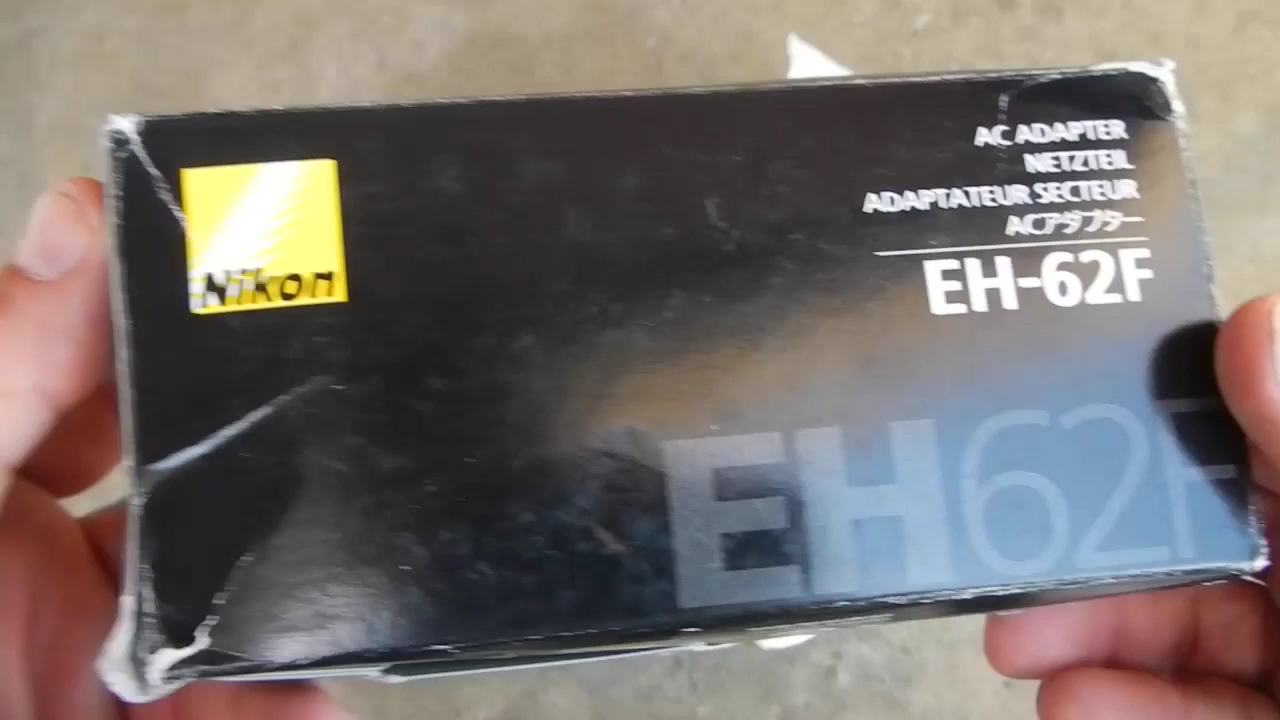 Nikon
AC ADAPTER
NETZTEIL
ADAPTATEUR SECTEUR
ACアダプター
EH-62F
EH62F